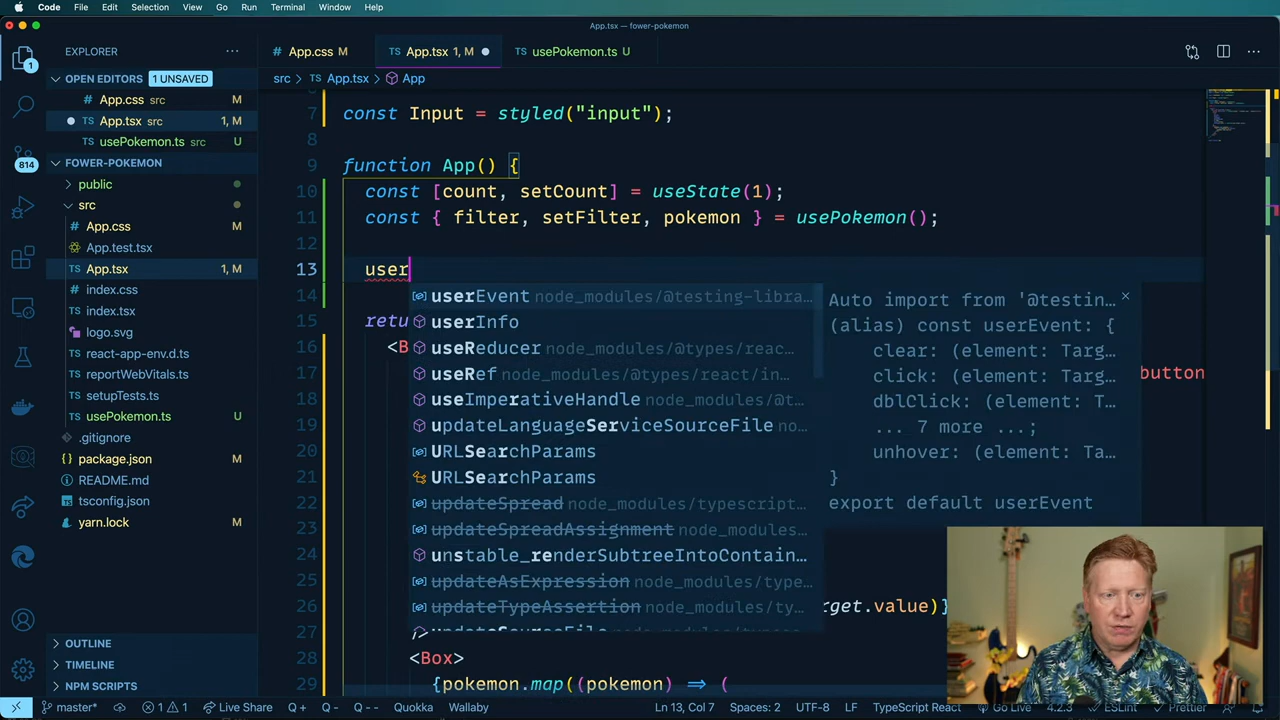 Code File Edit Selection View Go Run Terminal Window Help
App.tsx — fower-pokemon
EXPLORER
OPEN EDITORS 1 UNSAVED
App.css src M
App.tsx src 1, M
usePokemon.ts src U
FOWER-POKEMON
public
src
App.css M
App.test.tsx
App.tsx 1, M
index.css
index.tsx
logo.svg
react-app-env.d.ts
reportWebVitals.ts
setupTests.ts
usePokemon.ts U
.gitignore
package.json M
README.md
tsconfig.json
yarn.lock M
OUTLINE
TIMELINE
NPM SCRIPTS
1
814
TS App.css M
TS App.tsx 1, M
TS usePokemon.ts U
src > TS App.tsx > App
7 const Input = styled("input");
8
9 function App() {
10 const [count, setCount] = useState(1);
11 const { filter, setFilter, pokemon } = usePokemon();
12
13 user
14
15 retu
16 <B
17 button
18
19
20
21
22
23
24
25
26 rget.value)}
27 />
28 <Box>
29 {pokemon.map((pokemon) => (
userEvent node_modules/@testing-libra…
userInfo
useReducer node_modules/@types/reac…
useRef node_modules/@types/react/in…
useImperativeHandle node_modules/@t…
updateLanguageServiceSourceFile no…
URLSearchParams
URLSearchParams
updateSpread node_modules/typescript…
updateSpreadAssignment node_modules…
unstable_renderSubtreeIntoContain…
updateAsExpression node_modules/type…
updateTypeAssertion node_modules/ty…
updateSourceFile node_modules/types…
Auto import from '@testin…
(alias) const userEvent: {
clear: (element: Targ…
click: (element: Targ…
dblClick: (element: T…
... 7 more ...;
unhover: (element: Ta…
}
export default userEvent
master* 1 1 Live Share Q + Q - Q -- Quokka Wallaby Ln 13, Col 7 Spaces: 2 UTF-8 LF TypeScript React Go Live 4.2.3 ESLint Prettier